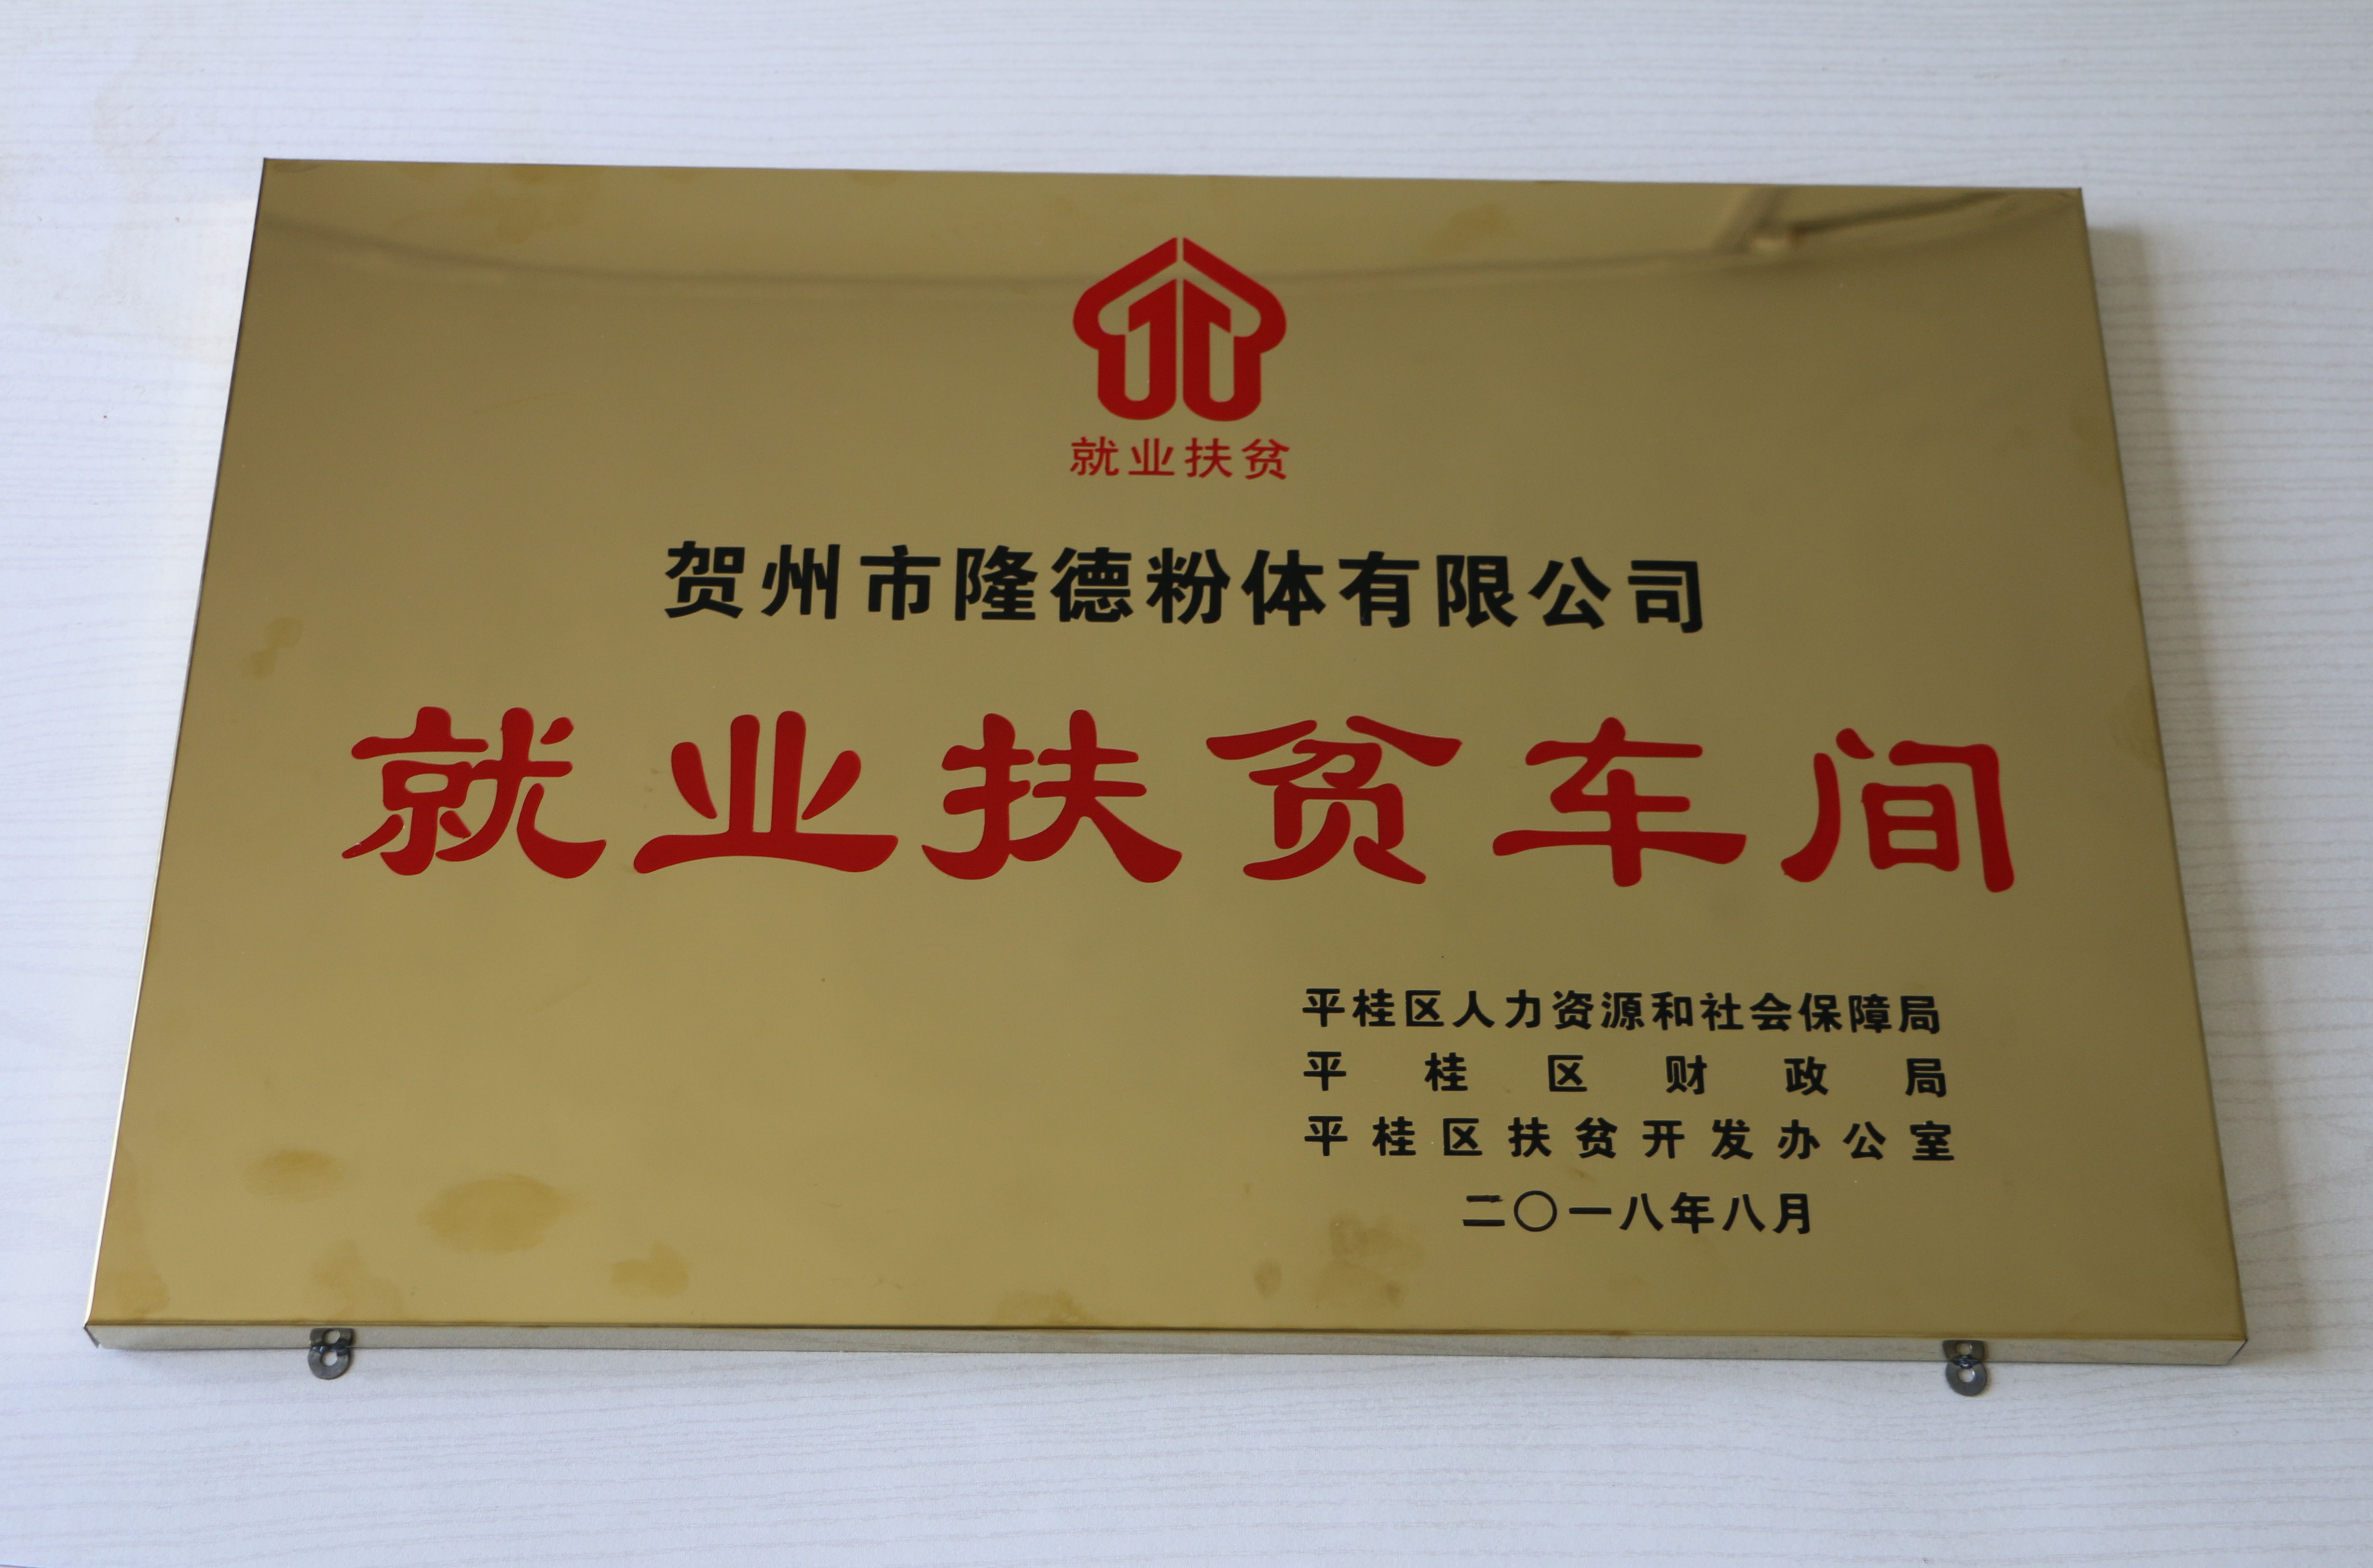 就业扶贫
贺州市隆德粉体有限公司
就业扶贫车间
平桂区人力资源和社会保障局
平桂区财政局
平桂区扶贫开发办公室
二〇一八年八月